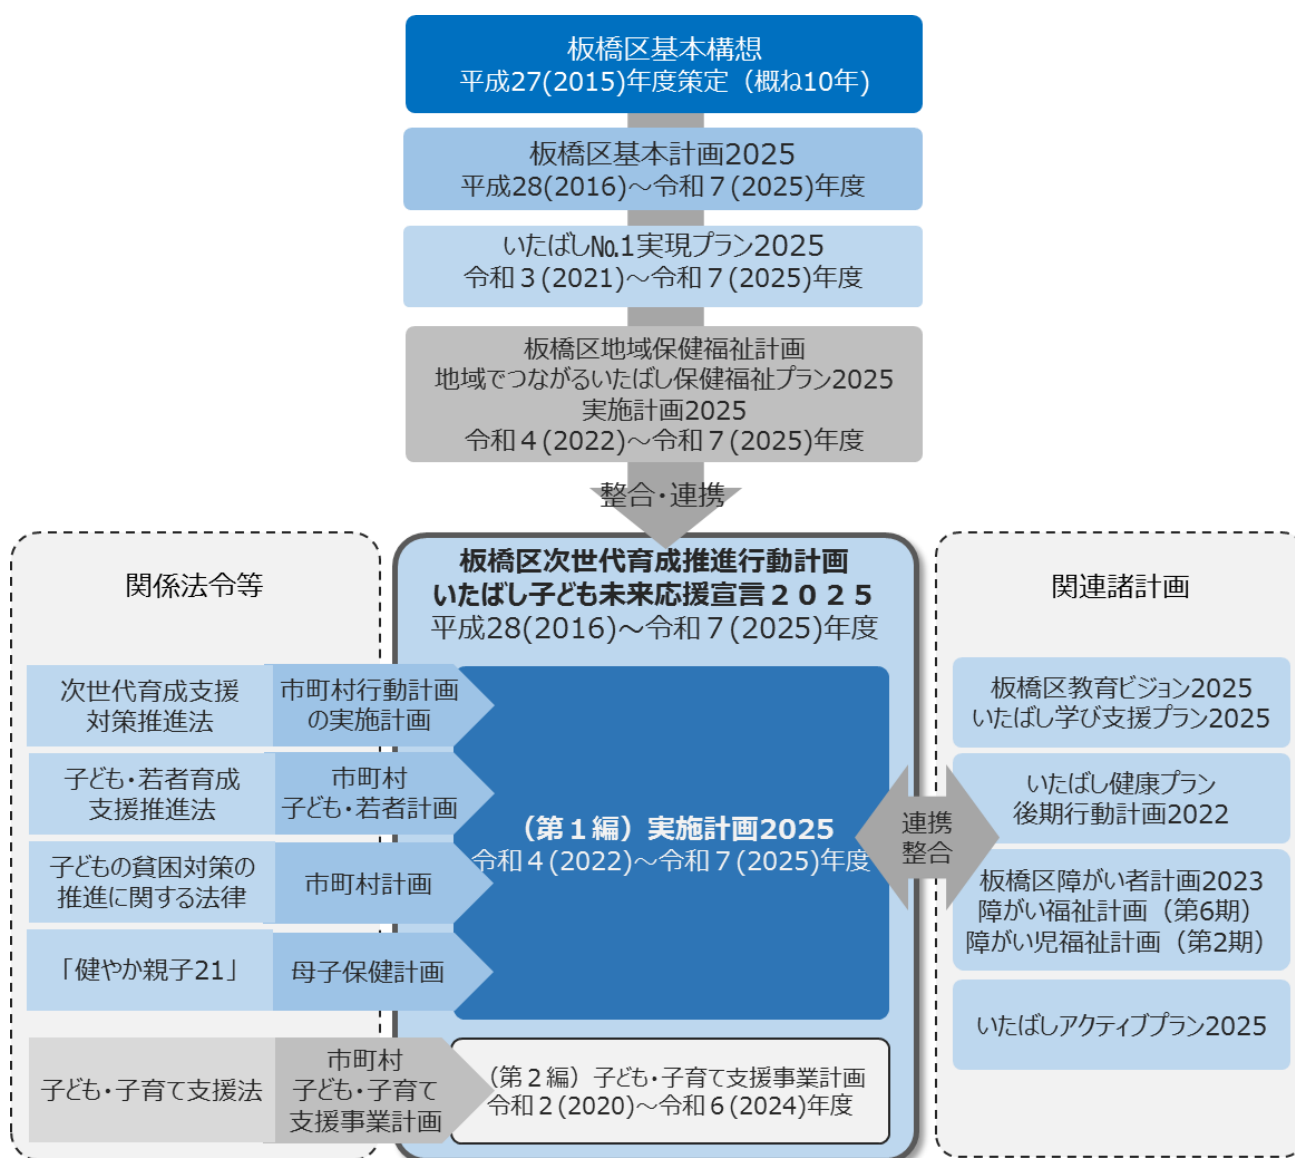 板橋区基本構想
平成27(2015)年度策定（概ね10年)
板橋区基本計画2025
平成28(2016)～令和７(2025)年度
いたばし№1実現プラン2025
令和３(2021)～令和７(2025)年度
板橋区地域保健福祉計画
地域でつながるいたばし保健福祉プラン2025
実施計画2025
令和４(2022)～令和７(2025)年度
整合・連携
関係法令等
次世代育成支援
対策推進法
市町村行動計画
の実施計画
子ども・若者育成
支援推進法
市町村
子ども・若者計画
子どもの貧困対策の
推進に関する法律
市町村計画
「健やか親子21」
母子保健計画
子ども・子育て支援法
市町村
子ども・子育て
支援事業計画
板橋区次世代育成推進行動計画
いたばし子ども未来応援宣言２０２５
平成28(2016)～令和７(2025)年度
（第１編）実施計画2025
令和４(2022)～令和７(2025)年度
（第２編）子ども・子育て支援事業計画
令和２(2020)～令和６(2024)年度
連携
整合
関連諸計画
板橋区教育ビジョン2025
いたばし学び支援プラン2025
いたばし健康プラン
後期行動計画2022
板橋区障がい者計画2023
障がい福祉計画（第6期）
障がい児福祉計画（第2期）
いたばしアクティブプラン2025